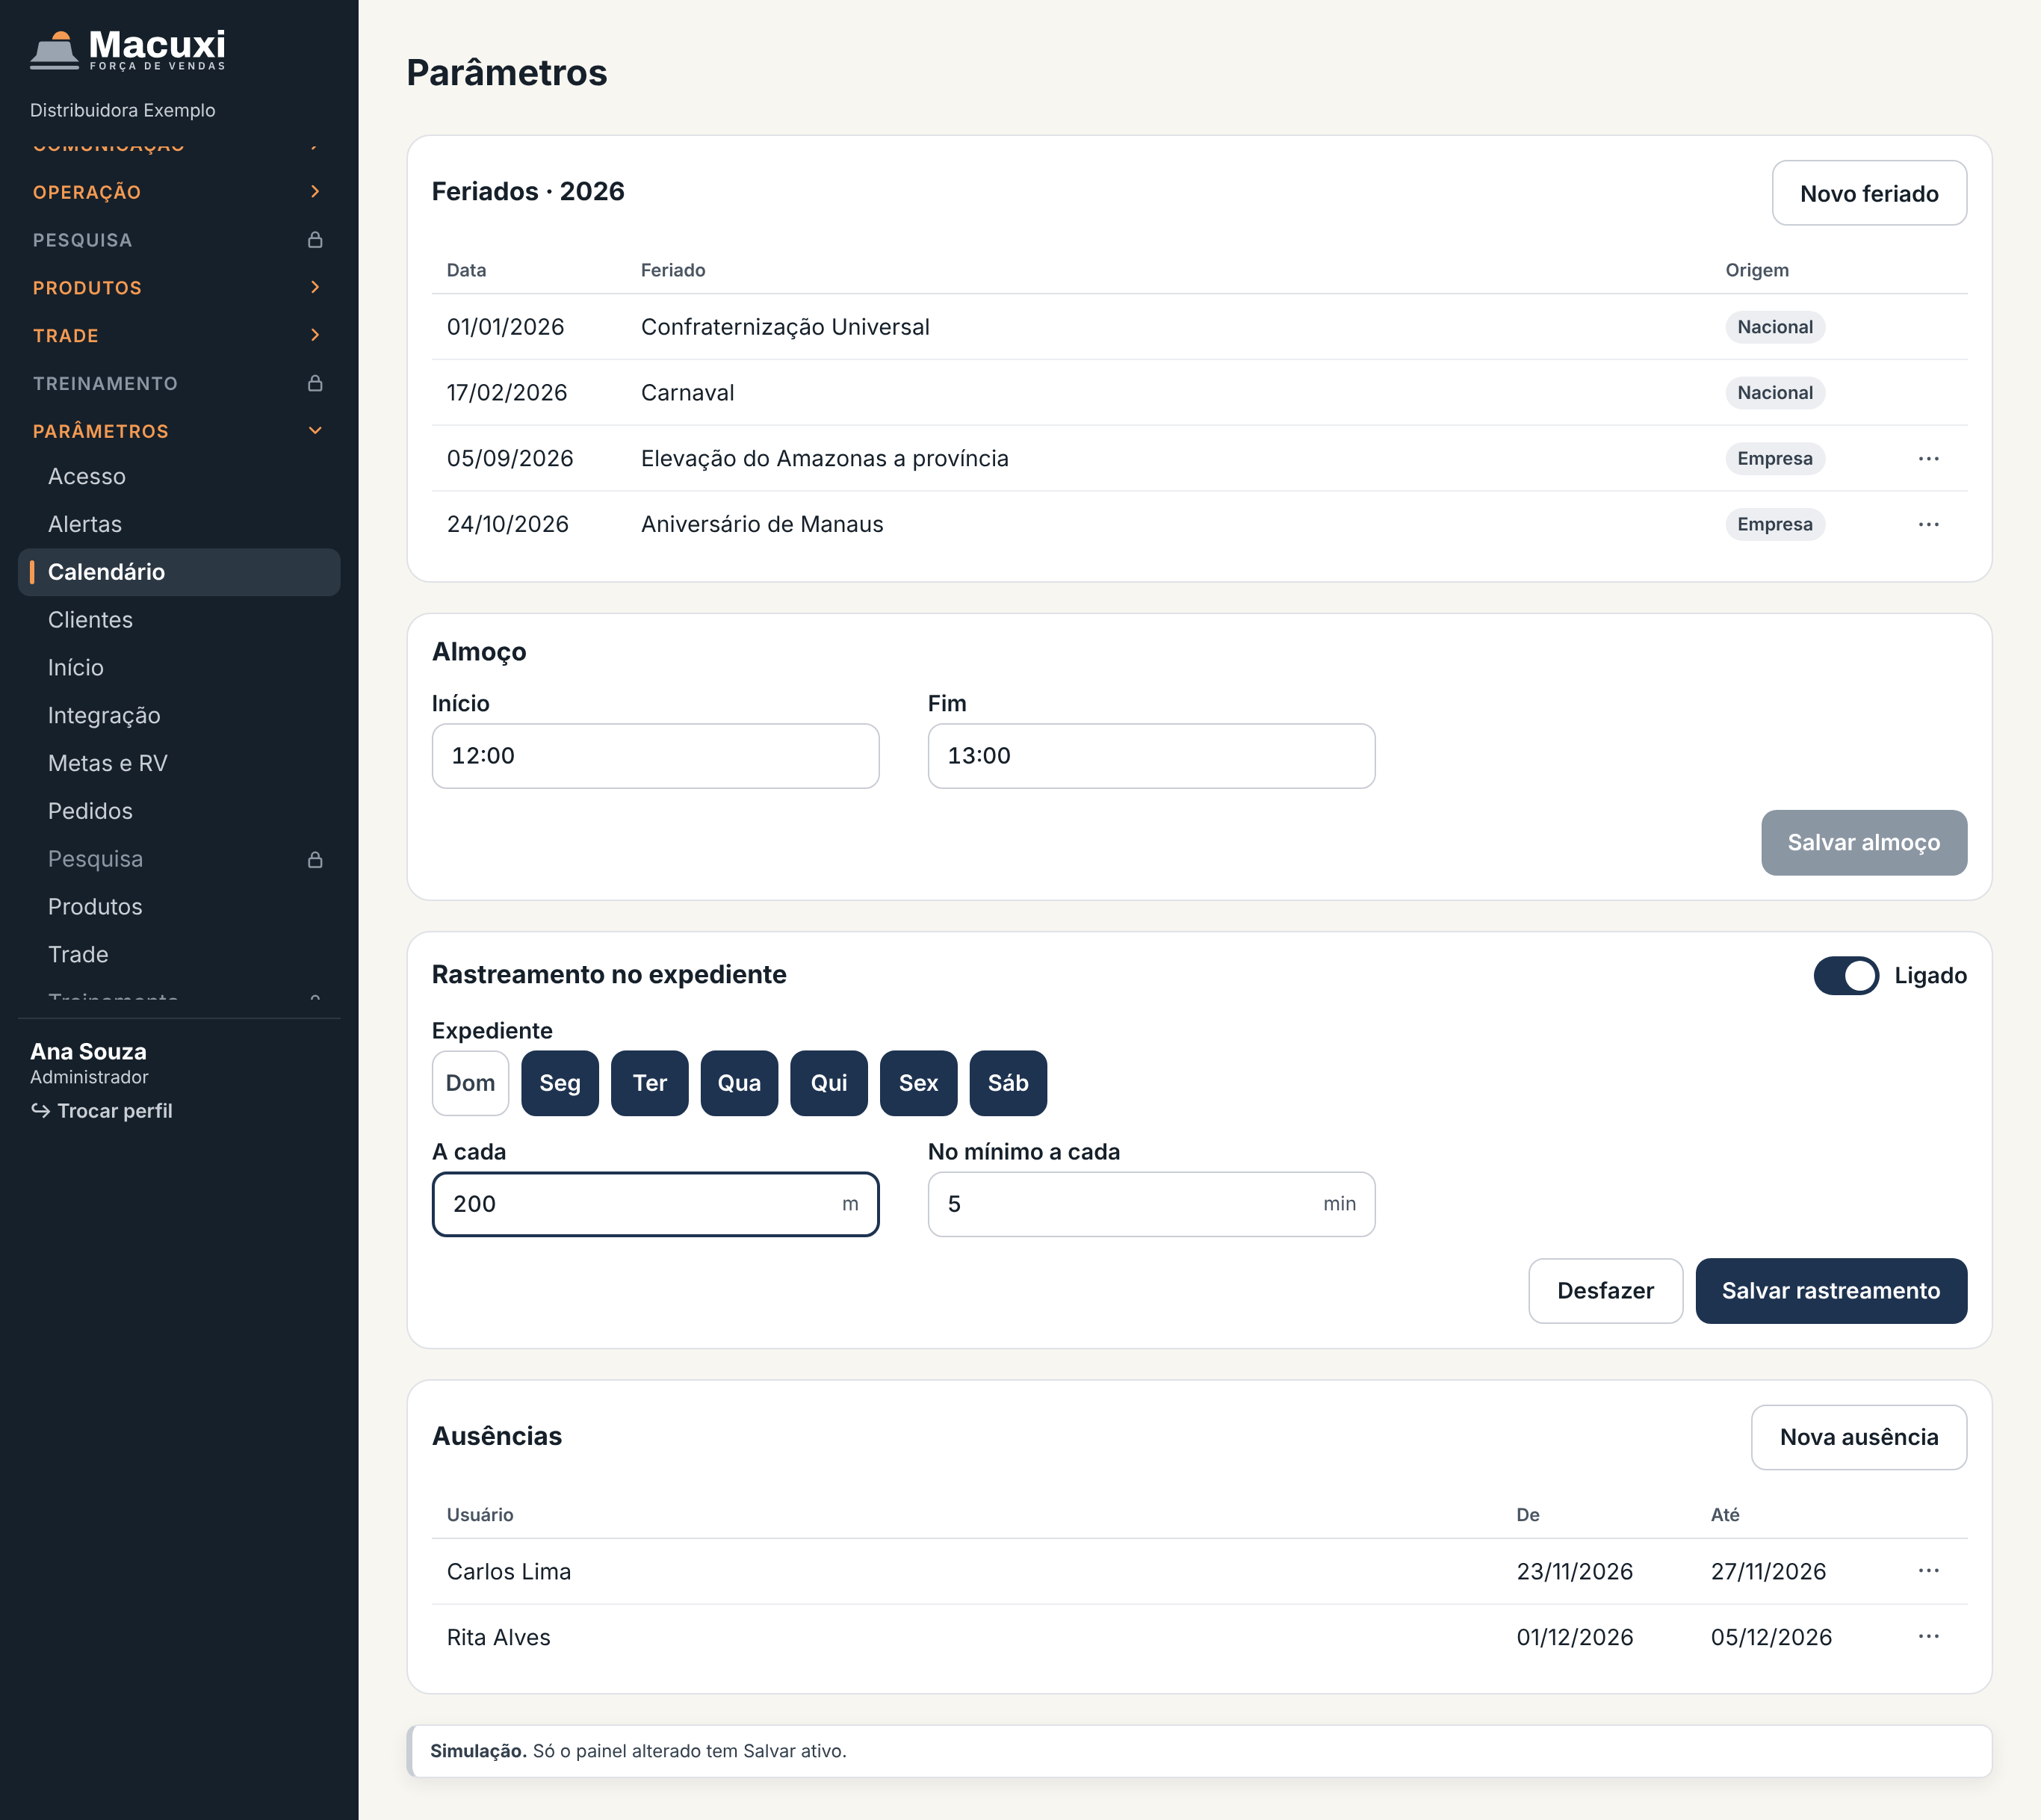 Macuxi
FORÇA DE VENDAS
Distribuidora Exemplo
COMUNICAÇÃO
OPERAÇÃO
PESQUISA
PRODUTOS
TRADE
TREINAMENTO
PARÂMETROS
Acesso
Alertas
Calendário
Clientes
Início
Integração
Metas e RV
Pedidos
Pesquisa
Produtos
Trade
Treinamento
Ana Souza
Administrador
Trocar perfil
Parâmetros
Feriados · 2026
Novo feriado
Data Feriado Origem
01/01/2026 Confraternização Universal Nacional
17/02/2026 Carnaval Nacional
05/09/2026 Elevação do Amazonas a província Empresa ...
24/10/2026 Aniversário de Manaus Empresa ...
Almoço
Início Fim
12:00 13:00
Salvar almoço
Rastreamento no expediente
Ligado
Expediente
Dom Seg Ter Qua Qui Sex Sáb
A cada No mínimo a cada
200 m 5 min
Desfazer Salvar rastreamento
Ausências
Nova ausência
Usuário De Até
Carlos Lima 23/11/2026 27/11/2026 ...
Rita Alves 01/12/2026 05/12/2026 ...
Simulação. Só o painel alterado tem Salvar ativo.